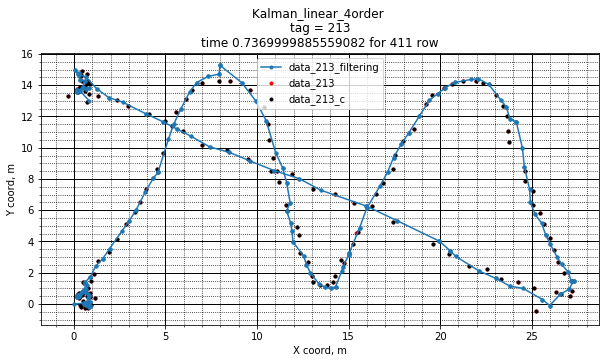 Kalman_linear_4order
tag = 213
time 0.7369999885559082 for 411 row
data_213_filtering
data_213
data_213_c
16
14
12
10
8
6
4
2
0
Y coord, m
0
5
10
15
20
25
X coord, m